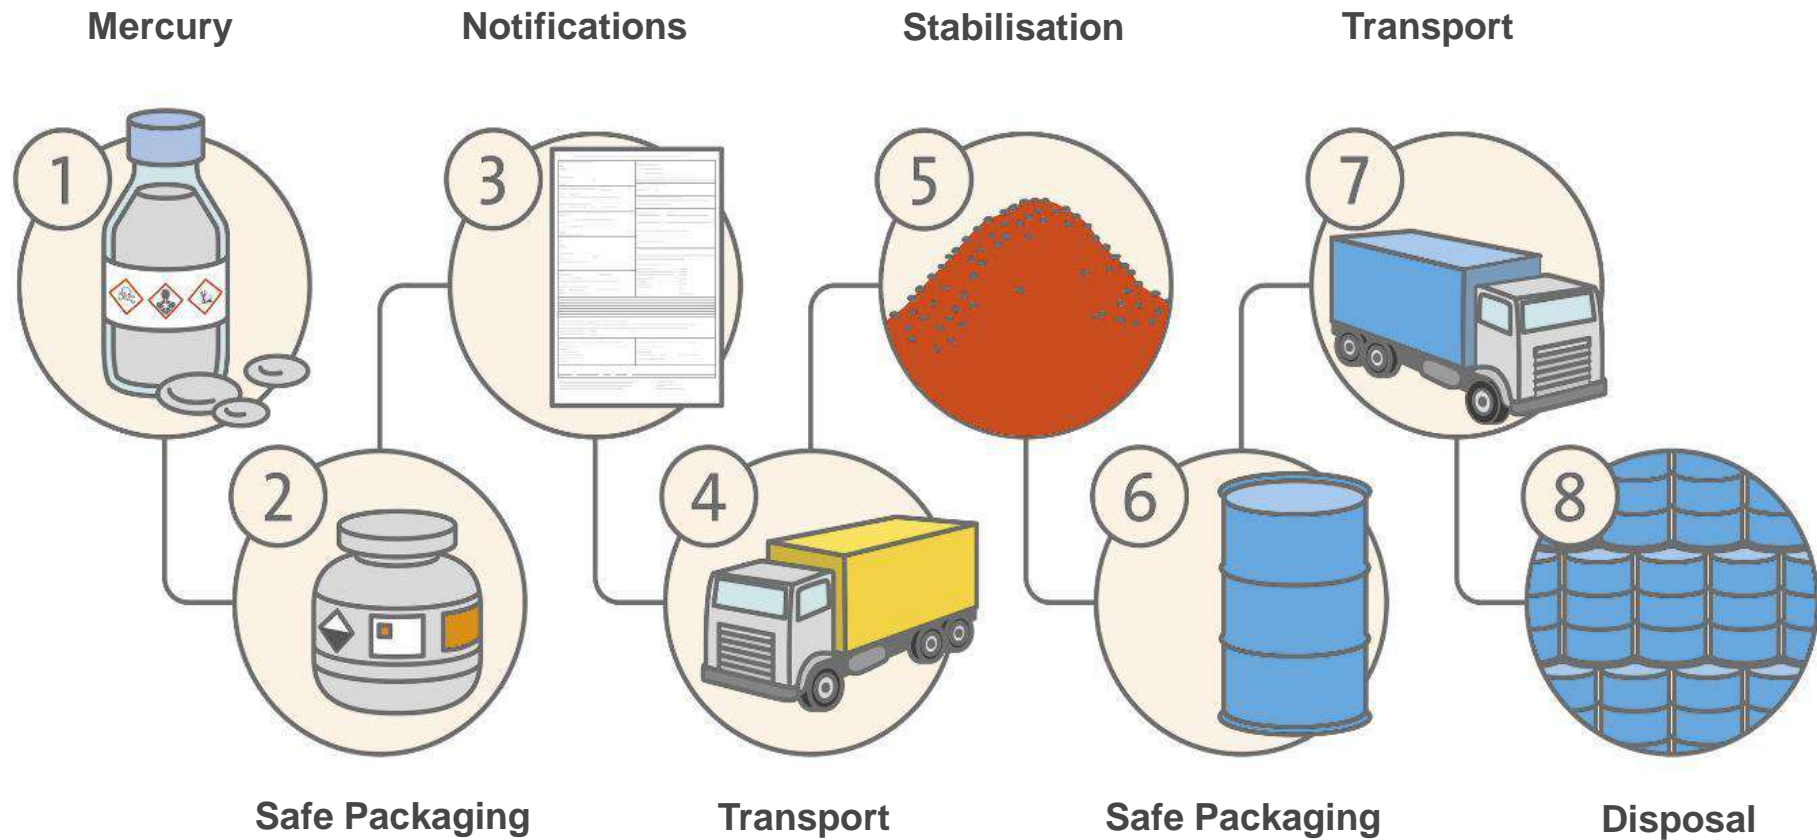 Mercury
Notifications
Stabilisation
Transport
1
3
5
7
2
4
6
8
Safe Packaging
Transport
Safe Packaging
Disposal